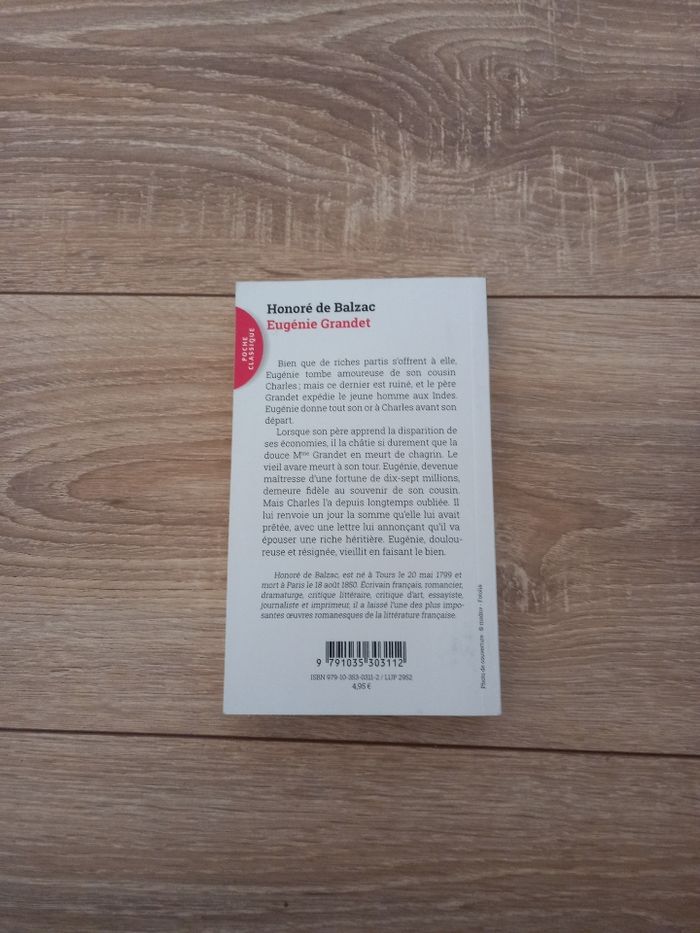 POCHE
CLASSIQUE
Honoré de Balzac
Eugénie Grandet
Bien que de riches partis s'offrent à elle,
Eugénie tombe amoureuse de son cousin
Charles ; mais ce dernier est ruiné, et le père
Grandet expédie le jeune homme aux Indes.
Eugénie donne tout son or à Charles avant son
départ.
Lorsque son père apprend la disparition de
ses économies, il la châtie si durement que la
douce Mme Grandet en meurt de chagrin. Le
vieil avare meurt à son tour. Eugénie, devenue
maîtresse d'une fortune de dix-sept millions,
demeure fidèle au souvenir de son cousin.
Mais Charles l'a depuis longtemps oubliée. Il
lui renvoie un jour la somme qu'elle lui avait
prêtée, avec une lettre lui annonçant qu'il va
épouser une riche héritière. Eugénie, doulou-
reuse et résignée, vieillit en faisant le bien.
Honoré de Balzac, est né à Tours le 20 mai 1799 et
mort à Paris le 18 août 1850. Écrivain français, romancier,
dramaturge, critique littéraire, critique d'art, essayiste,
journaliste et imprimeur, il a laissé l'une des plus impo-
santes œuvres romanesques de la littérature française.
9 791035 303112
ISBN 979-10-353-0311-2 / LUP 2952
4,95 €
Photo de couverture : © - Fotolia